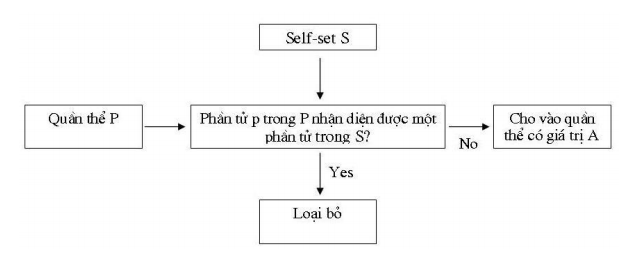 Self-set S
Quần thể P
Phần tử p trong P nhận diện được một
phần tử trong S?
No
Cho vào quần
thể có giá trị A
Yes
Loại bỏ